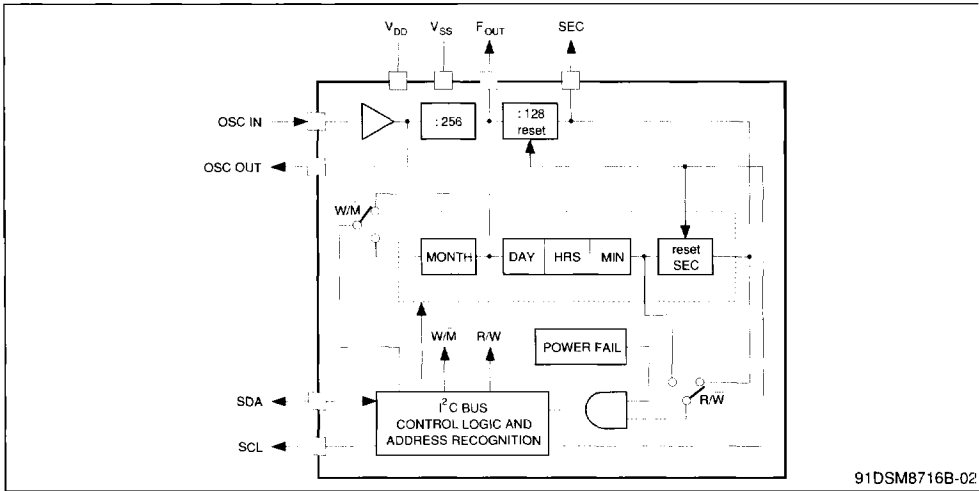 V_DD V_SS F_OUT SEC
OSC IN
: 256
: 128
reset
OSC OUT
W/M̄
MONTH
DAY HRS MIN
reset
SEC
W/M̄ R/W̄
POWER FAIL
R/W̄
SDA
SCL
I²C BUS
CONTROL LOGIC AND
ADDRESS RECOGNITION
91DSM8716B-02